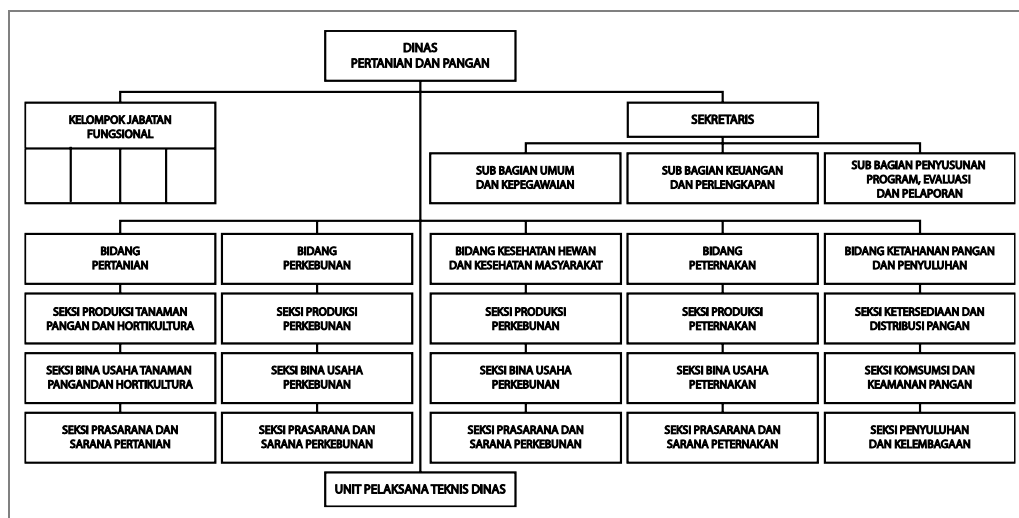 DINAS
PERTANIAN DAN PANGAN
KELOMPOK JABATAN
FUNGSIONAL
SEKRETARIS
SUB BAGIAN UMUM
DAN KEPEGAWAIAN
SUB BAGIAN KEUANGAN
DAN PERLENGKAPAN
SUB BAGIAN PENYUSUNAN
PROGRAM, EVALUASI
DAN PELAPORAN
BIDANG
PERTANIAN
BIDANG
PERKEBUNAN
BIDANG KESEHATAN HEWAN
DAN KESEHATAN MASYARAKAT
BIDANG
PETERNAKAN
BIDANG KETAHANAN PANGAN
DAN PENYULUHAN
SEKSI PRODUKSI TANAMAN
PANGAN DAN HORTIKULTURA
SEKSI PRODUKSI
PERKEBUNAN
SEKSI PRODUKSI
PERKEBUNAN
SEKSI PRODUKSI
PETERNAKAN
SEKSI KETERSEDIAAN DAN
DISTRIBUSI PANGAN
SEKSI BINA USAHA TANAMAN
PANGANDAN HORTIKULTURA
SEKSI BINA USAHA
PERKEBUNAN
SEKSI BINA USAHA
PERKEBUNAN
SEKSI BINA USAHA
PETERNAKAN
SEKSI KOMSUMSI DAN
KEAMANAN PANGAN
SEKSI PRASARANA DAN
SARANA PERTANIAN
SEKSI PRASARANA DAN
SARANA PERKEBUNAN
SEKSI PRASARANA DAN
SARANA PERKEBUNAN
SEKSI PRASARANA DAN
SARANA PETERNAKAN
SEKSI PENYULUHAN
DAN KELEMBAGAAN
UNIT PELAKSANA TEKNIS DINAS